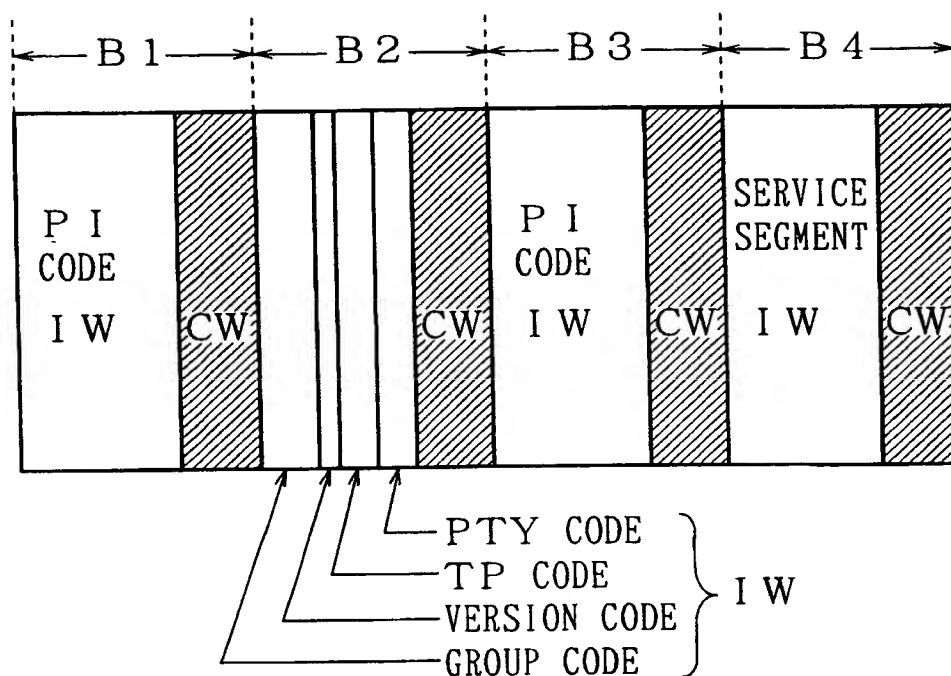 B 1 B 2 B 3 B 4
P I CODE I W
CW
CW
P I CODE I W
CW
SERVICE SEGMENT I W
CW
PTY CODE
TP CODE
VERSION CODE
GROUP CODE
I W